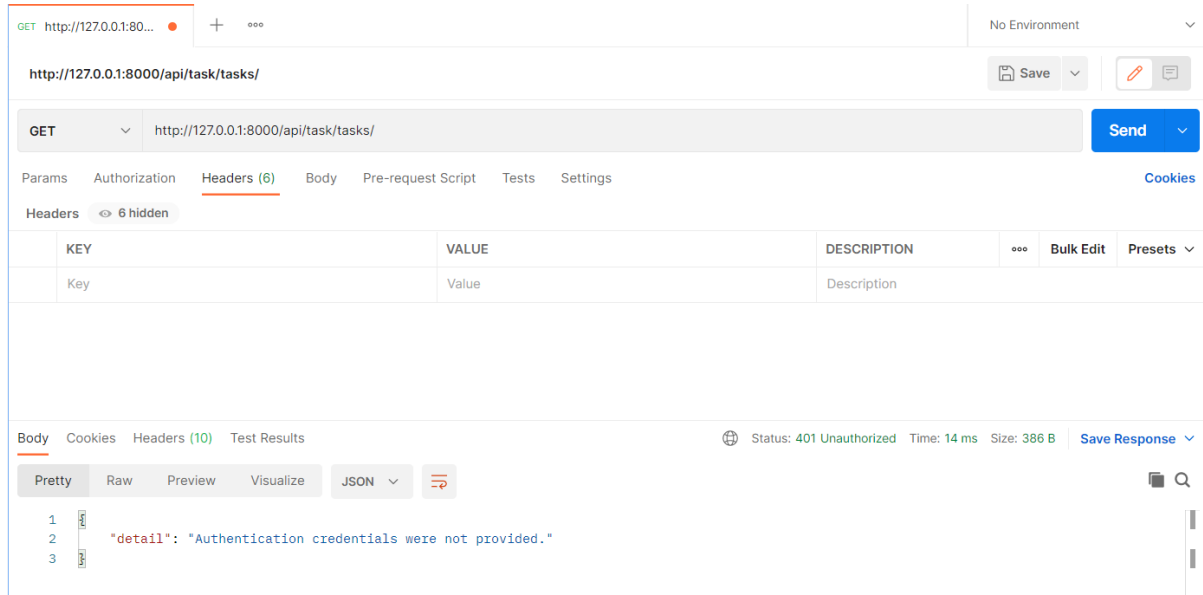 GET http://127.0.0.1:80... No Environment
http://127.0.0.1:8000/api/task/tasks/ Save
GET http://127.0.0.1:8000/api/task/tasks/ Send
Params Authorization Headers (6) Body Pre-request Script Tests Settings Cookies
Headers 6 hidden
KEY VALUE DESCRIPTION Bulk Edit Presets
Key Value Description
Body Cookies Headers (10) Test Results Status: 401 Unauthorized Time: 14 ms Size: 386 B Save Response
Pretty Raw Preview Visualize JSON
1 {
2 "detail": "Authentication credentials were not provided."
3 }